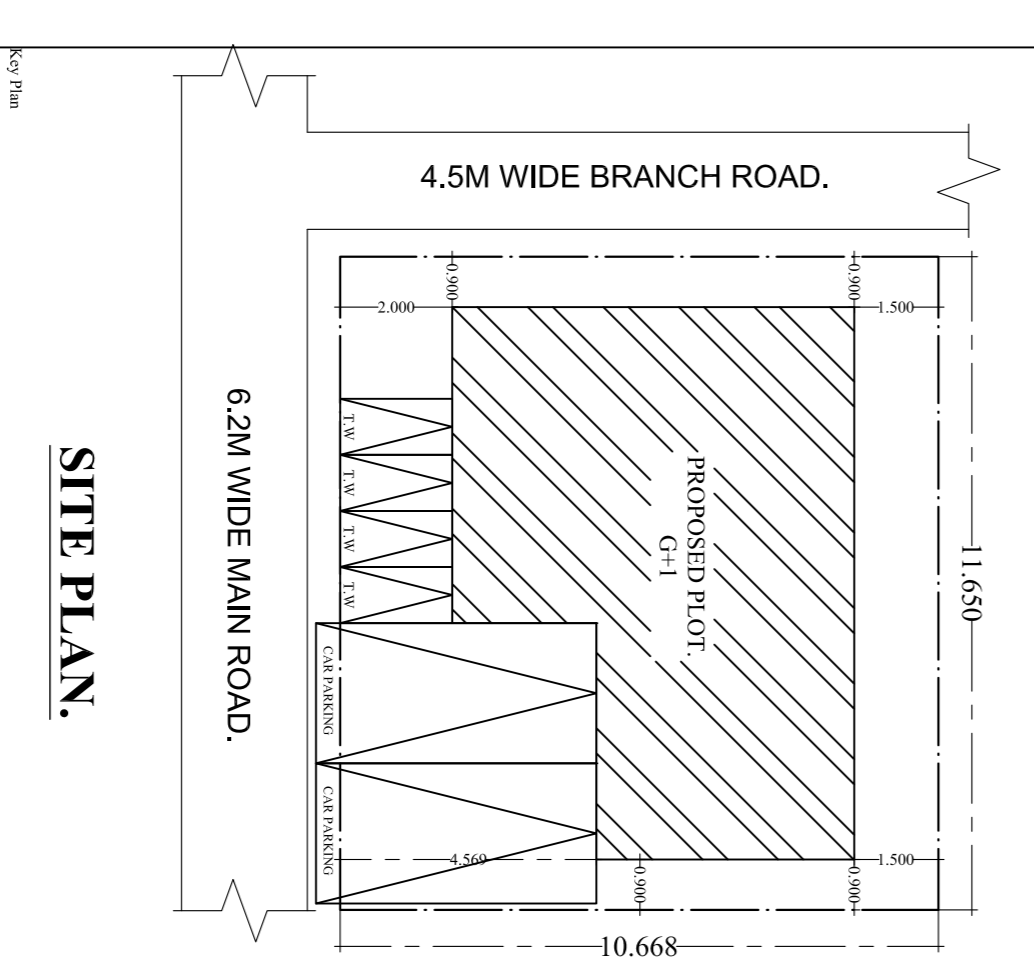 Key Plan
4.5M WIDE BRANCH ROAD.
11.650
0.900
0.900
2.000
1.500
PROPOSED PLOT.
G+1
T.W
T.W
T.W
T.W
CAR PARKING
CAR PARKING
4.569
1.500
0.900
0.900
10.668
6.2M WIDE MAIN ROAD.
SITE PLAN.